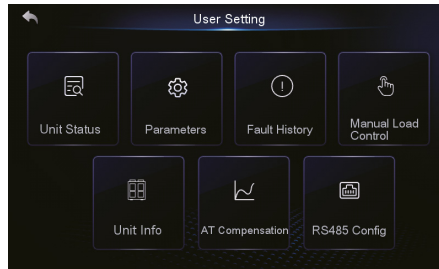 User Setting
Unit Status
Parameters
Fault History
Manual Load
Control
Unit Info
AT Compensation
RS485 Config